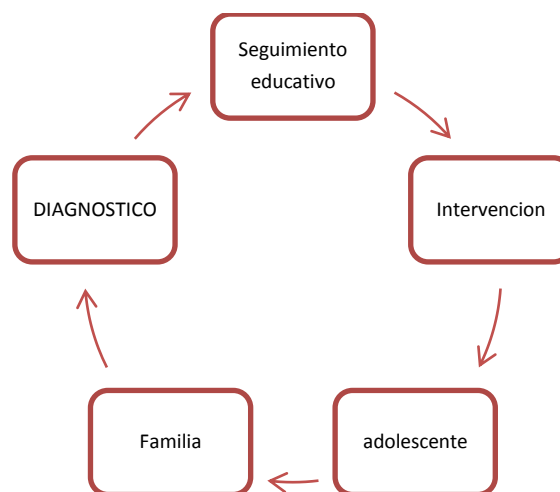 Seguimiento
educativo
DIAGNOSTICO
Intervencion
Familia
adolescente